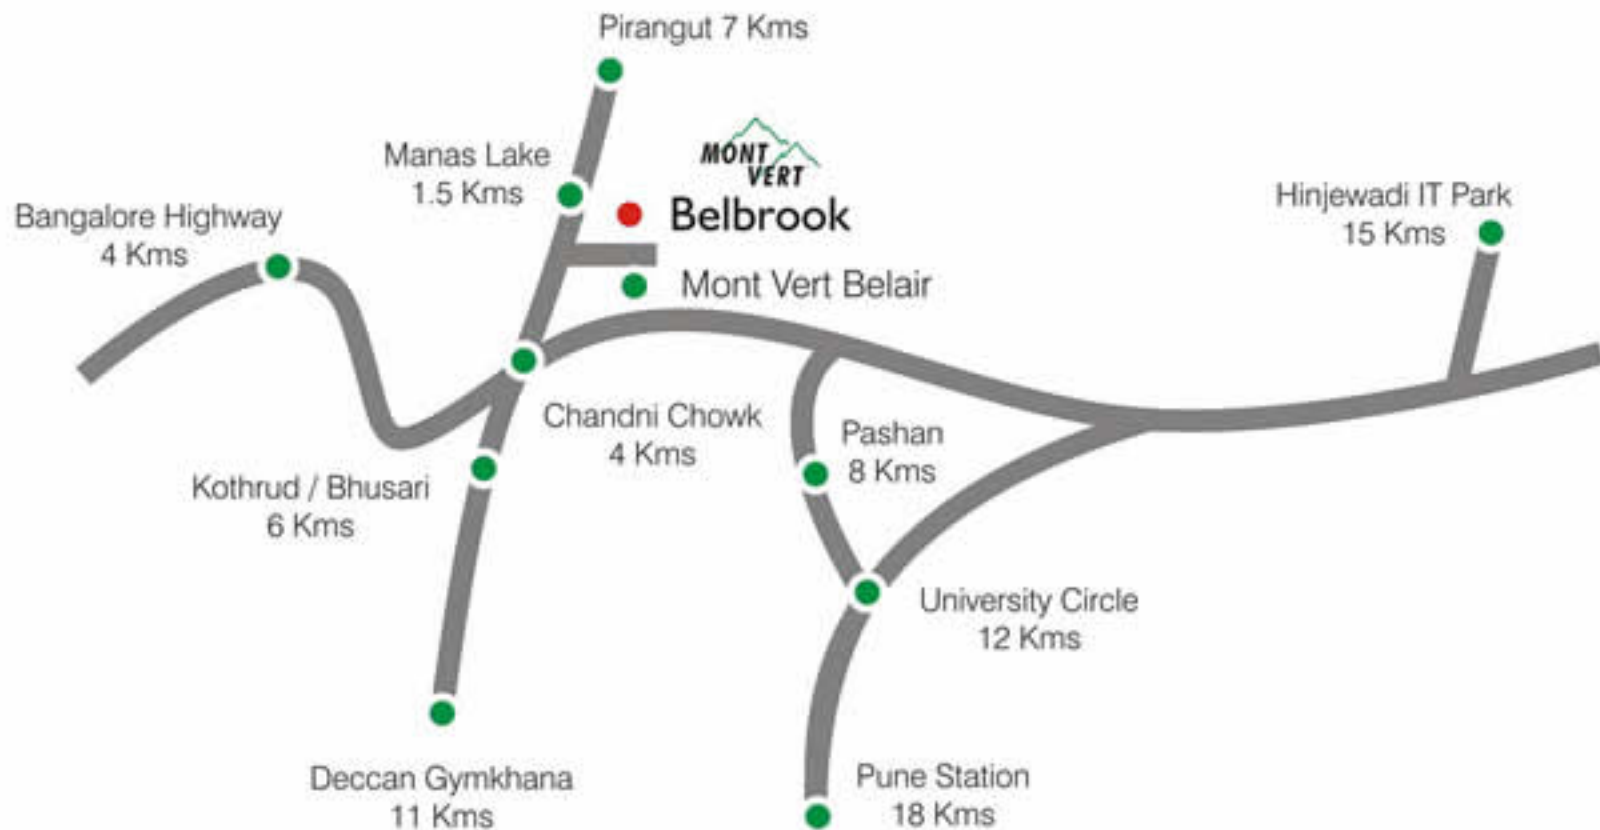 Pirangut 7 Kms
MONT
VERT
Manas Lake
1.5 Kms
Belbrook
Hinjewadi IT Park
15 Kms
Bangalore Highway
4 Kms
Mont Vert Belair
Chandni Chowk
4 Kms
Pashan
8 Kms
Kothrud / Bhusari
6 Kms
University Circle
12 Kms
Deccan Gymkhana
11 Kms
Pune Station
18 Kms